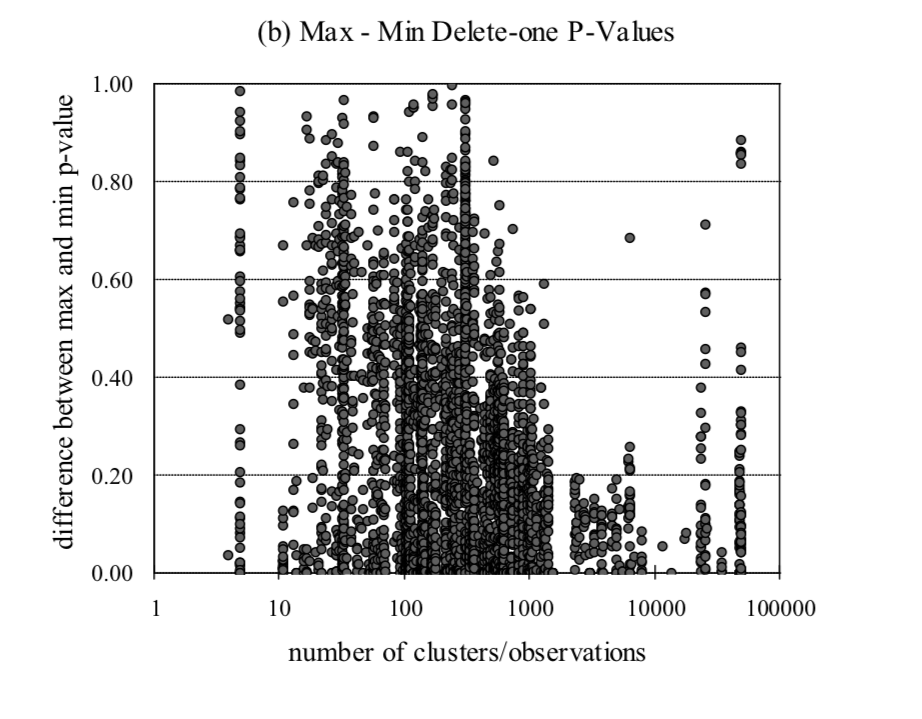 (b) Max - Min Delete-one P-Values
difference between max and min p-value
1.00
0.80
0.60
0.40
0.20
0.00
1 10 100 1000 10000 100000
number of clusters/observations